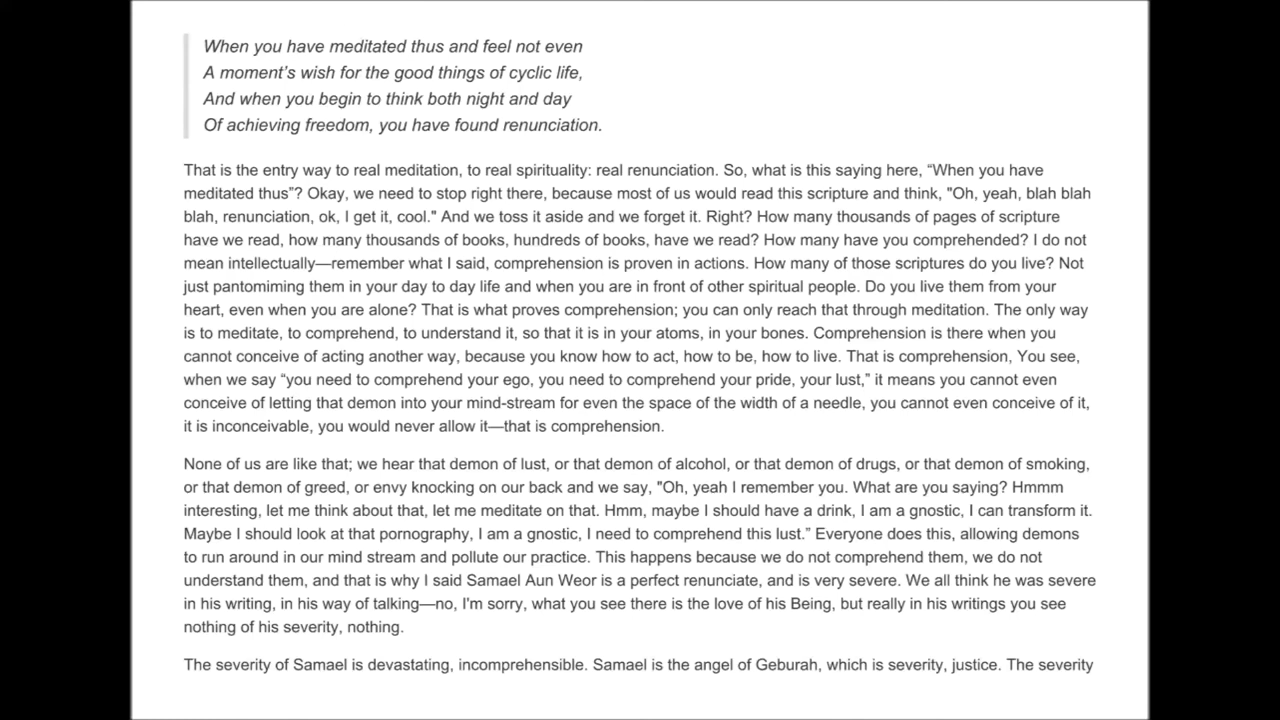 When you have meditated thus and feel not even
A moment's wish for the good things of cyclic life,
And when you begin to think both night and day
Of achieving freedom, you have found renunciation.
That is the entry way to real meditation, to real spirituality: real renunciation. So, what is this saying here, “When you have
meditated thus”? Okay, we need to stop right there, because most of us would read this scripture and think, "Oh, yeah, blah blah
blah, renunciation, ok, I get it, cool." And we toss it aside and we forget it. Right? How many thousands of pages of scripture
have we read, how many thousands of books, hundreds of books, have we read? How many have you comprehended? I do not
mean intellectually—remember what I said, comprehension is proven in actions. How many of those scriptures do you live? Not
just pantomiming them in your day to day life and when you are in front of other spiritual people. Do you live them from your
heart, even when you are alone? That is what proves comprehension; you can only reach that through meditation. The only way
is to meditate, to comprehend, to understand it, so that it is in your atoms, in your bones. Comprehension is there when you
cannot conceive of acting another way, because you know how to act, how to be, how to live. That is comprehension, You see,
when we say “you need to comprehend your ego, you need to comprehend your pride, your lust,” it means you cannot even
conceive of letting that demon into your mind-stream for even the space of the width of a needle, you cannot even conceive of it,
it is inconceivable, you would never allow it—that is comprehension.
None of us are like that; we hear that demon of lust, or that demon of alcohol, or that demon of drugs, or that demon of smoking,
or that demon of greed, or envy knocking on our back and we say, "Oh, yeah I remember you. What are you saying? Hmmm
interesting, let me think about that, let me meditate on that. Hmm, maybe I should have a drink, I am a gnostic, I can transform it.
Maybe I should look at that pornography, I am a gnostic, I need to comprehend this lust.” Everyone does this, allowing demons
to run around in our mind stream and pollute our practice. This happens because we do not comprehend them, we do not
understand them, and that is why I said Samael Aun Weor is a perfect renunciate, and is very severe. We all think he was severe
in his writing, in his way of talking—no, I'm sorry, what you see there is the love of his Being, but really in his writings you see
nothing of his severity, nothing.
The severity of Samael is devastating, incomprehensible. Samael is the angel of Geburah, which is severity, justice. The severity